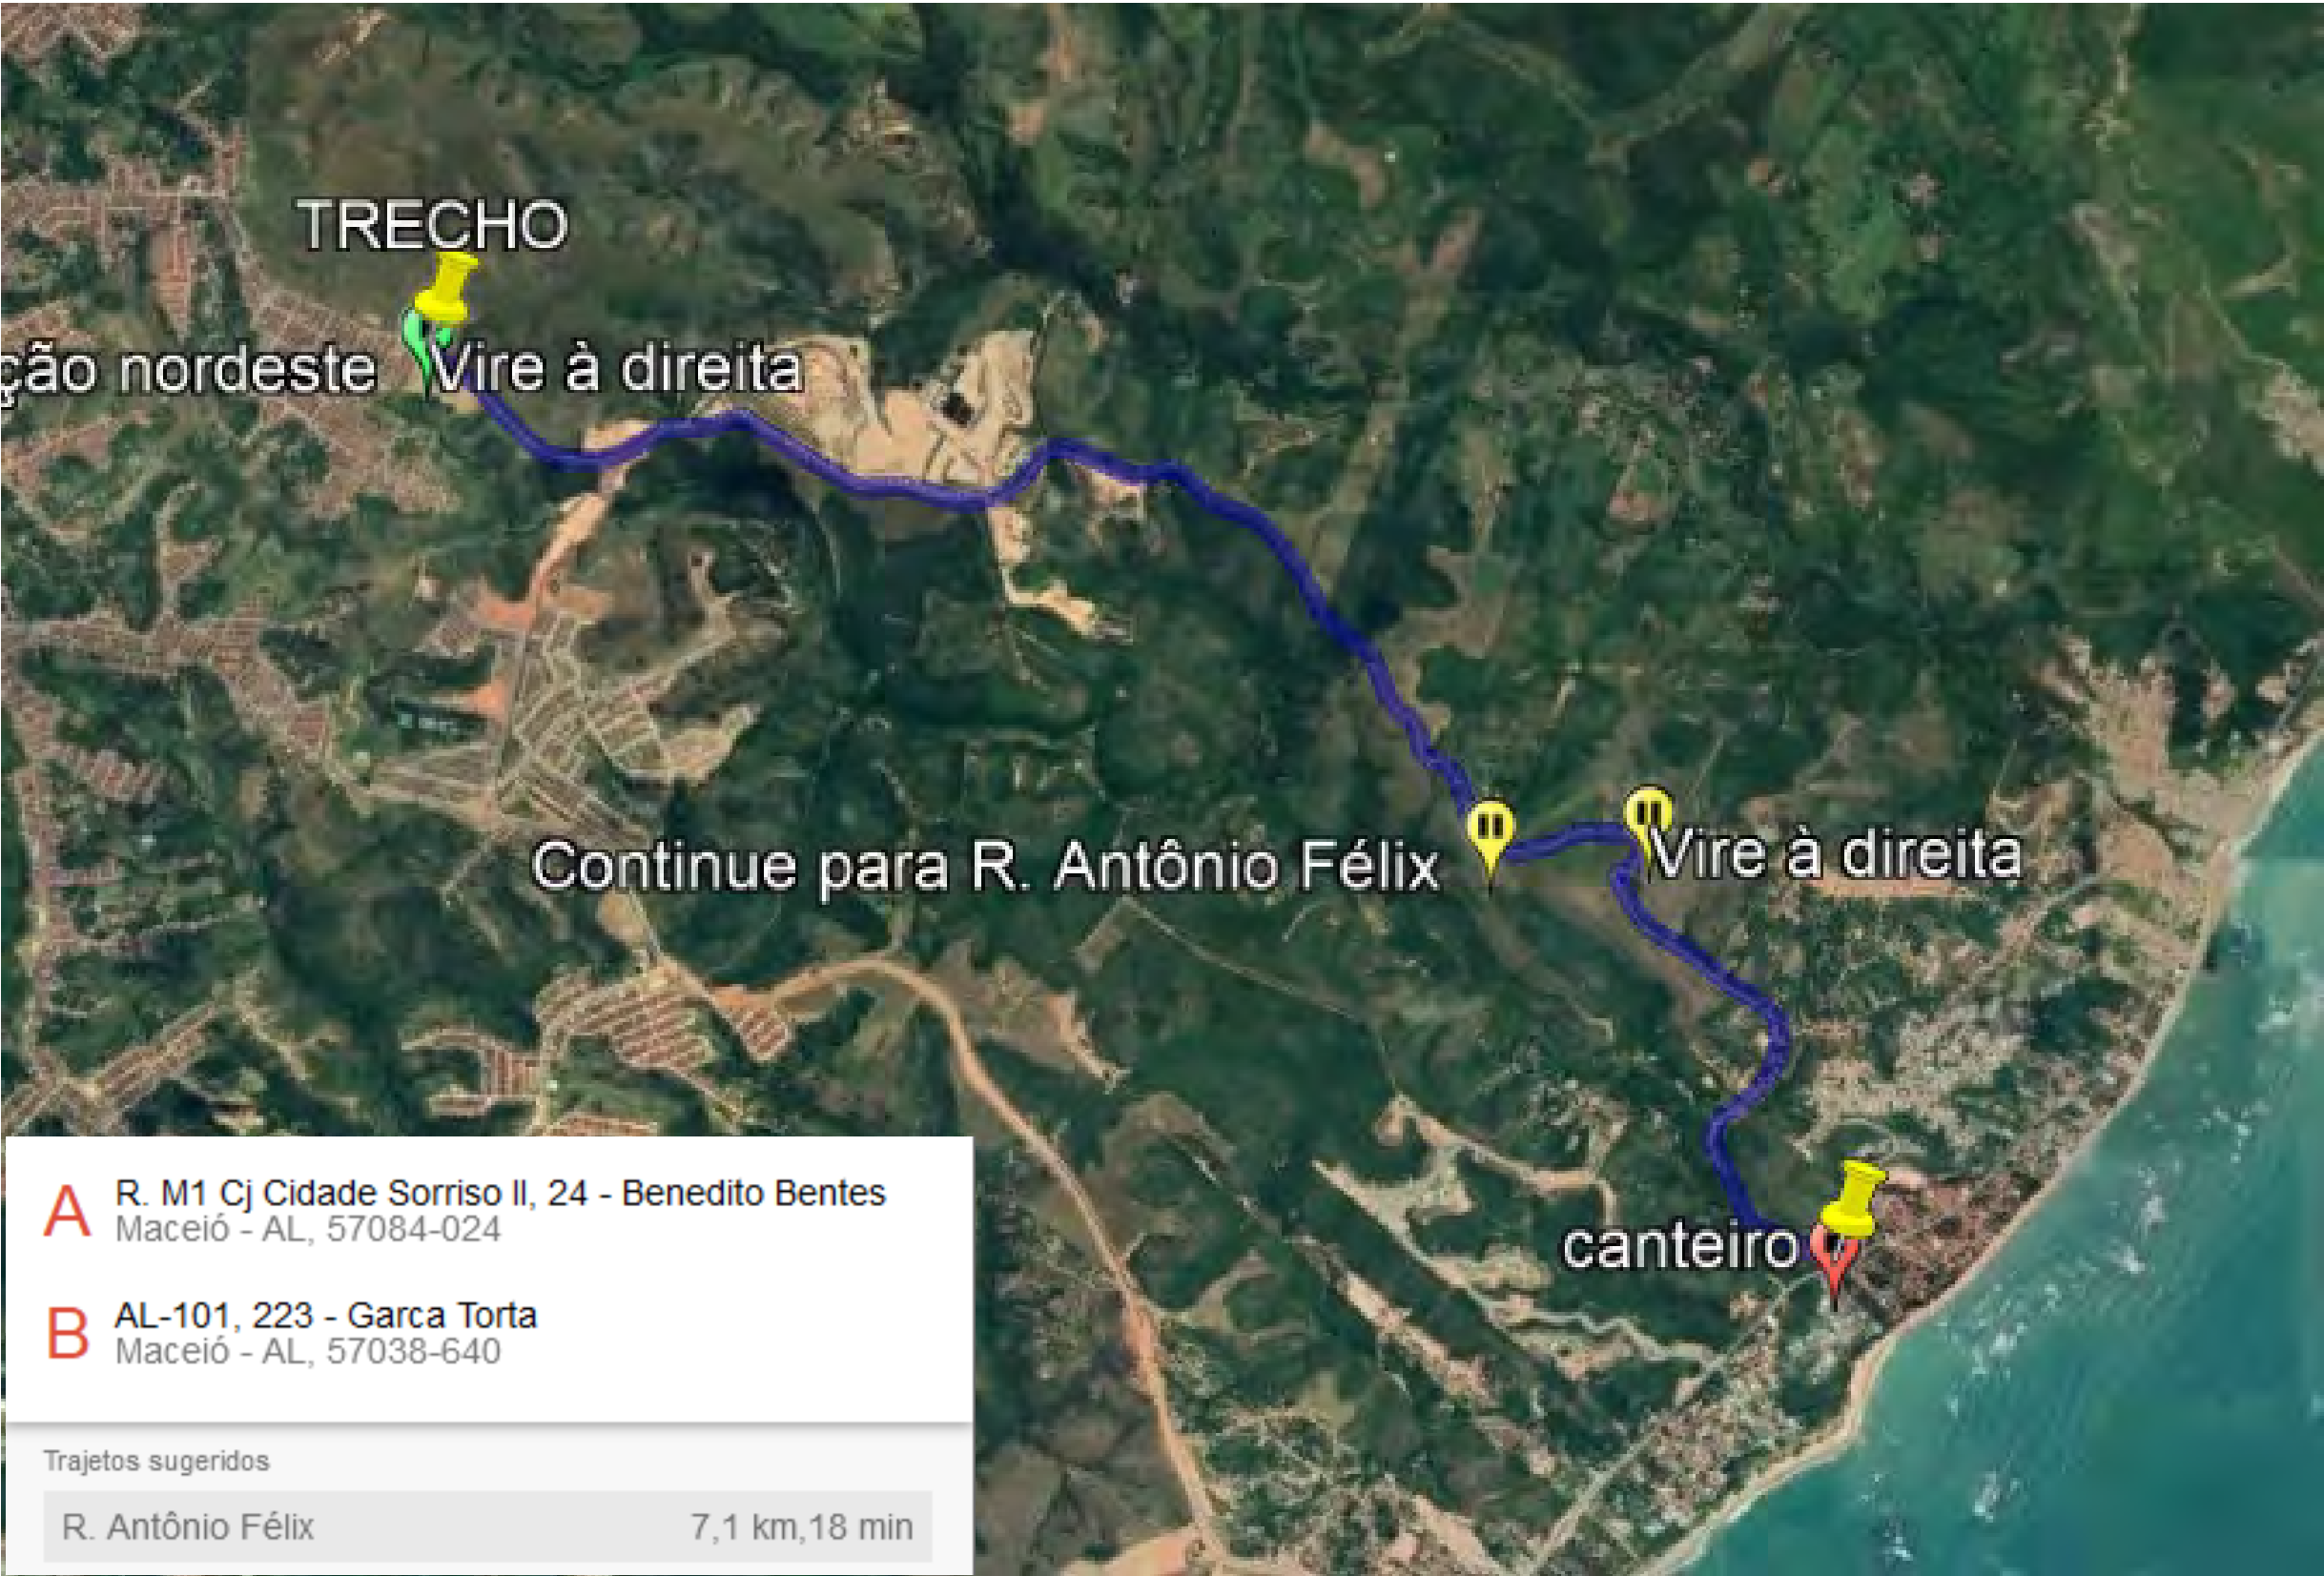 TRECHO
ção nordeste
Vire à direita
Continue para R. Antônio Félix
Vire à direita
canteiro
A R. M1 Cj Cidade Sorriso II, 24 - Benedito Bentes
Maceió - AL, 57084-024
B AL-101, 223 - Garca Torta
Maceió - AL, 57038-640
Trajetos sugeridos
R. Antônio Félix 7,1 km,18 min